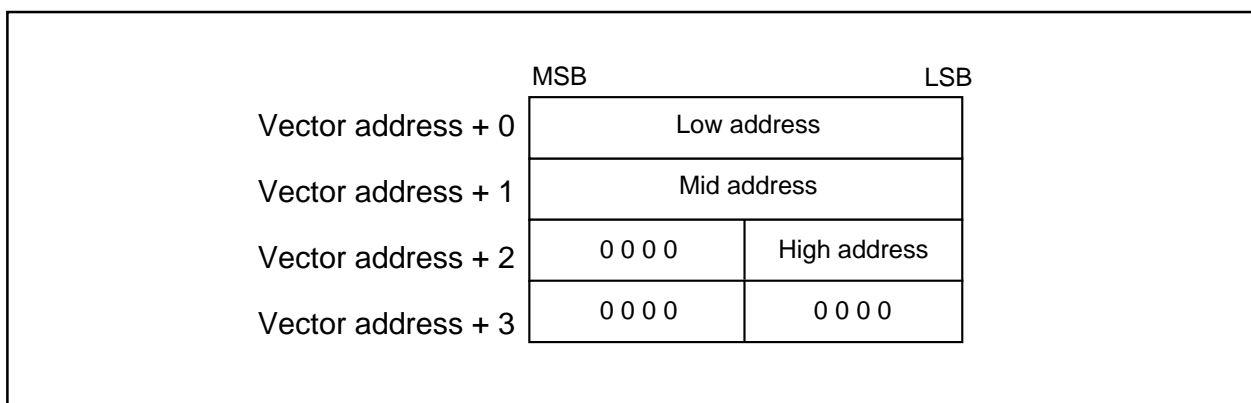 MSB LSB
Vector address + 0 Low address
Vector address + 1 Mid address
Vector address + 2 0 0 0 0 High address
Vector address + 3 0 0 0 0 0 0 0 0